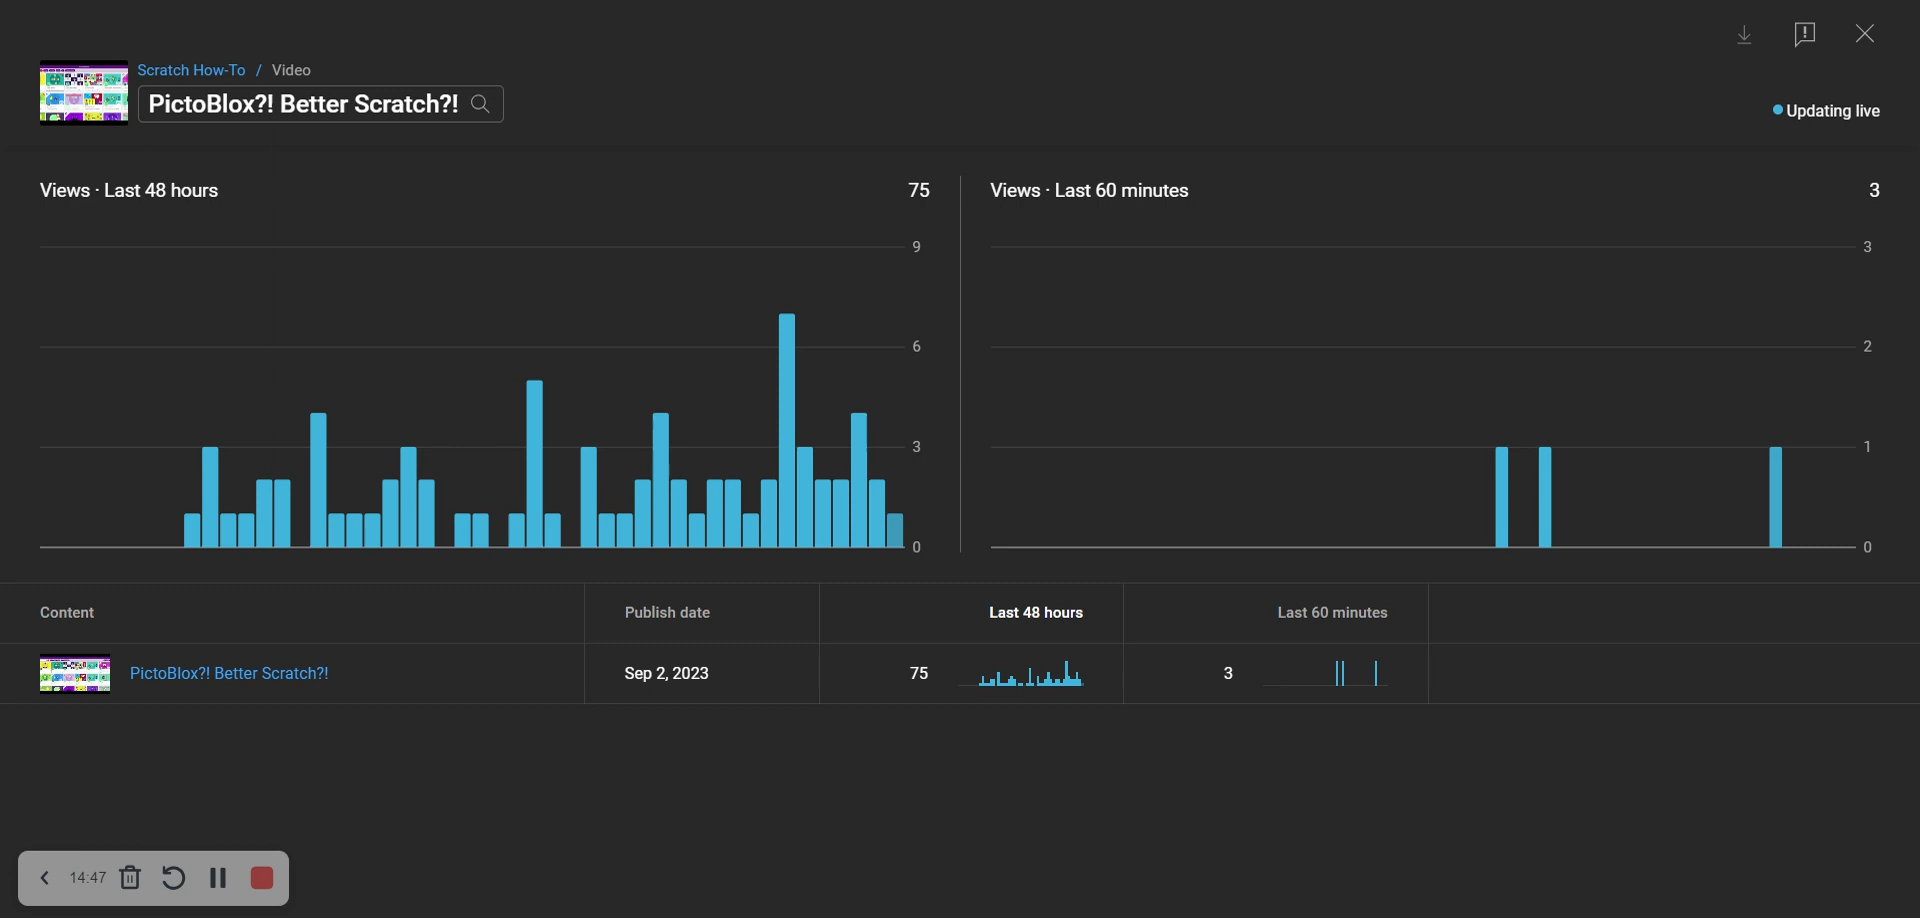 Scratch How-To / Video
PictoBlox?! Better Scratch?!
Updating live
Views · Last 48 hours 75
9
6
3
0
Views · Last 60 minutes 3
3
2
1
0
Content Publish date Last 48 hours Last 60 minutes
PictoBlox?! Better Scratch?! Sep 2, 2023 75 3
14:47